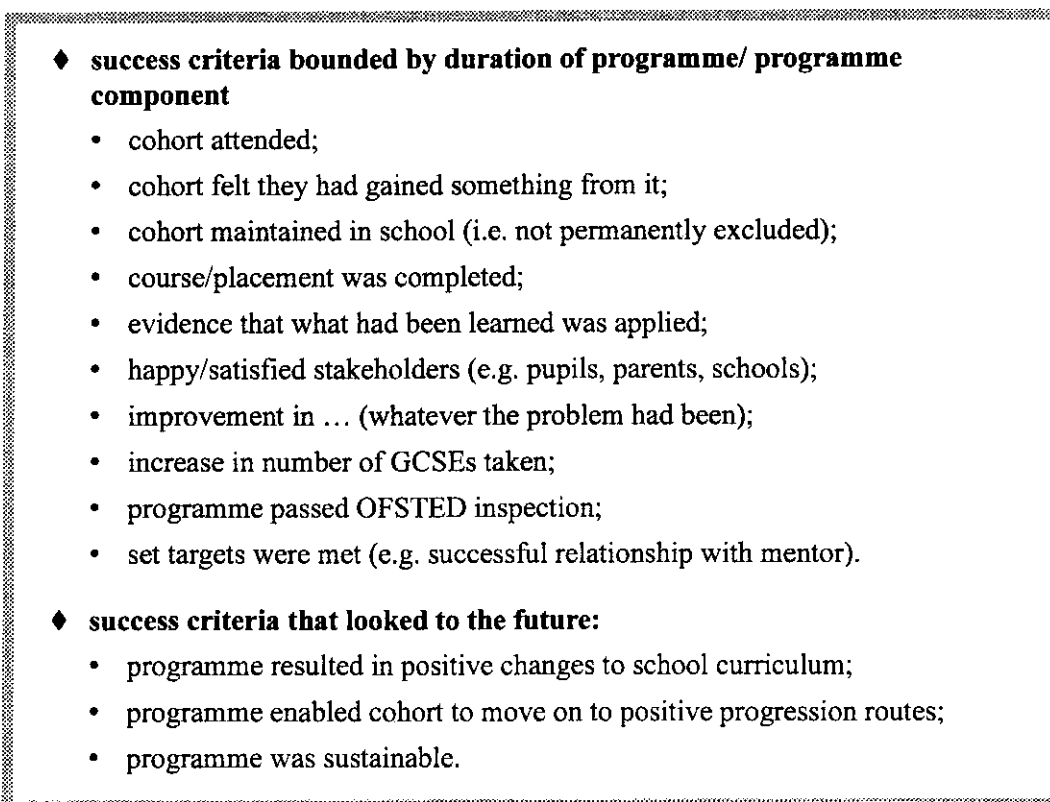 ♦ success criteria bounded by duration of programme/ programme
component
• cohort attended;
• cohort felt they had gained something from it;
• cohort maintained in school (i.e. not permanently excluded);
• course/placement was completed;
• evidence that what had been learned was applied;
• happy/satisfied stakeholders (e.g. pupils, parents, schools);
• improvement in … (whatever the problem had been);
• increase in number of GCSEs taken;
• programme passed OFSTED inspection;
• set targets were met (e.g. successful relationship with mentor).
♦ success criteria that looked to the future:
• programme resulted in positive changes to school curriculum;
• programme enabled cohort to move on to positive progression routes;
• programme was sustainable.